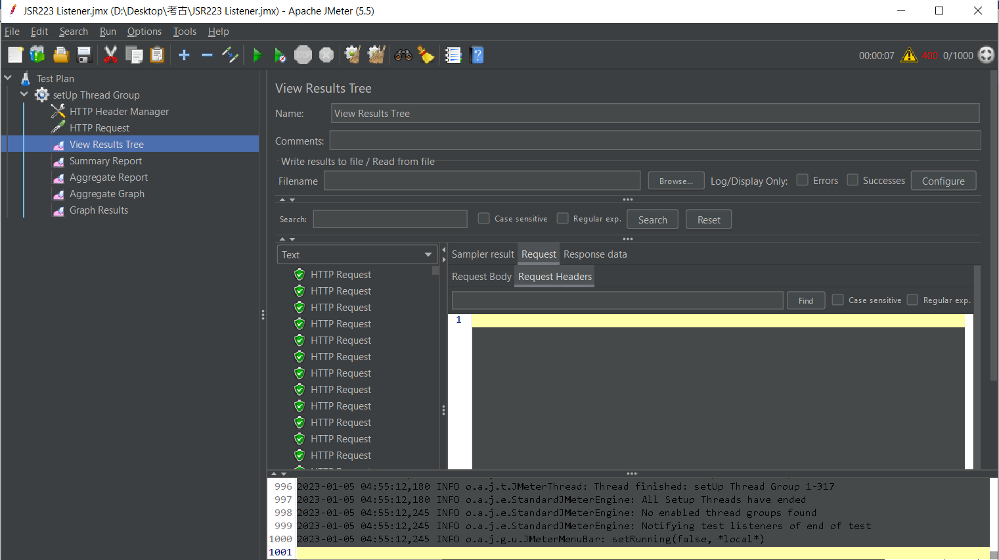 JSR223 Listener.jmx (D:\Desktop\考古\JSR223 Listener.jmx) - Apache JMeter (5.5)
File Edit Search Run Options Tools Help
STOP
00:00:07 400 0/1000
Test Plan
setUp Thread Group
HTTP Header Manager
HTTP Request
View Results Tree
Summary Report
Aggregate Report
Aggregate Graph
Graph Results
View Results Tree
Name: View Results Tree
Comments:
Write results to file / Read from file
Filename Browse... Log/Display Only: Errors Successes Configure
Search: Case sensitive Regular exp. Search Reset
Text
HTTP Request
HTTP Request
HTTP Request
HTTP Request
HTTP Request
HTTP Request
HTTP Request
HTTP Request
HTTP Request
HTTP Request
HTTP Request
HTTP Request
Sampler result Request Response data
Request Body Request Headers
Find Case sensitive Regular exp.
1
996 2023-01-05 04:55:12,180 INFO o.a.j.t.JMeterThread: Thread finished: setUp Thread Group 1-317
997 2023-01-05 04:55:12,180 INFO o.a.j.e.StandardJMeterEngine: All Setup Threads have ended
998 2023-01-05 04:55:12,245 INFO o.a.j.e.StandardJMeterEngine: No enabled thread groups found
999 2023-01-05 04:55:12,245 INFO o.a.j.e.StandardJMeterEngine: Notifying test listeners of end of test
1000 2023-01-05 04:55:12,245 INFO o.a.j.g.u.JMeterMenuBar: setRunning(false, *local*)
1001